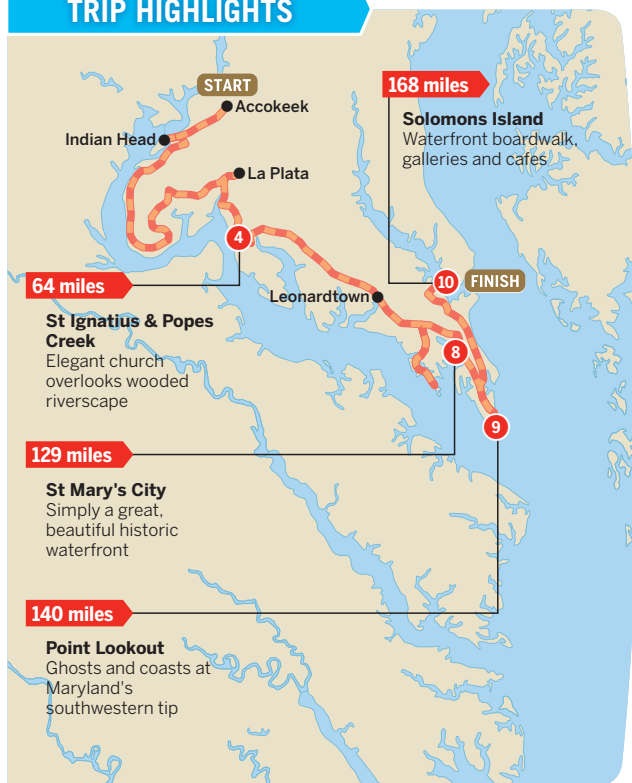 TRIP HIGHLIGHTS
START
Accokeek
168 miles
Solomons Island
Waterfront boardwalk,
galleries and cafes
Indian Head
La Plata
4
64 miles
St Ignatius & Popes
Creek
Elegant church
overlooks wooded
riverscape
Leonardtown
10
FINISH
8
9
129 miles
St Mary's City
Simply a great,
beautiful historic
waterfront
140 miles
Point Lookout
Ghosts and coasts at
Maryland's
southwestern tip